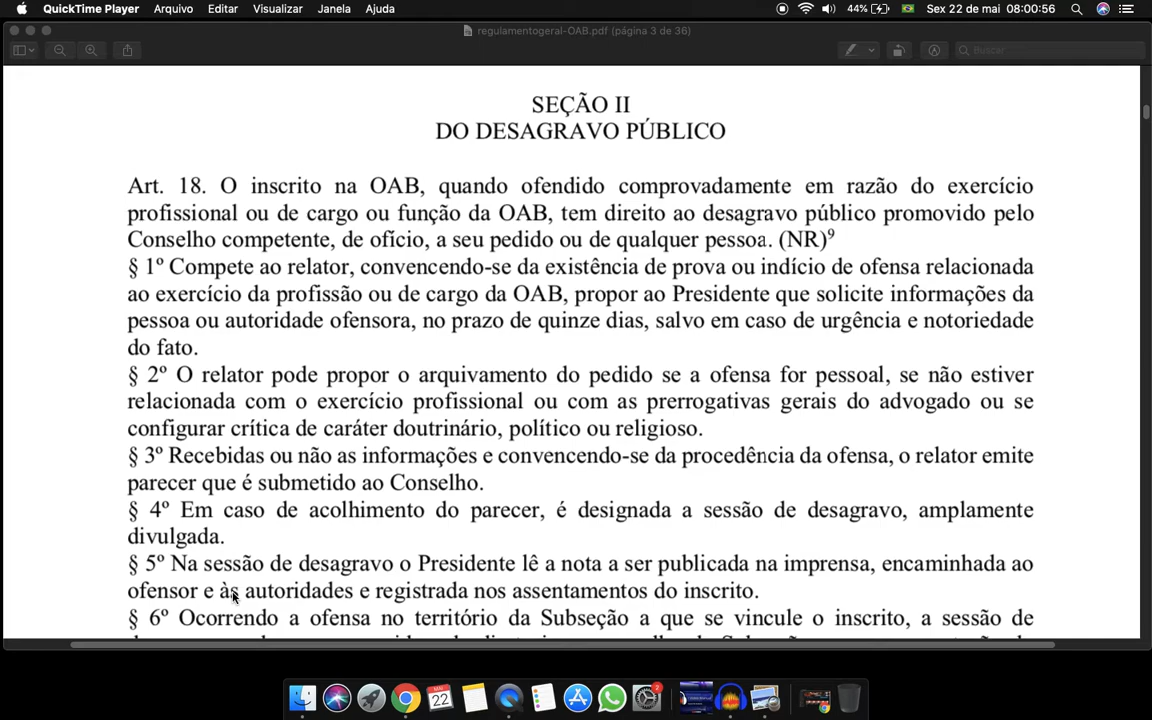 QuickTime Player Arquivo Editar Visualizar Janela Ajuda 44% Sex 22 de mai 08:00:56
regulamentogeral-OAB.pdf (página 3 de 36)
Buscar
SEÇÃO II
DO DESAGRAVO PÚBLICO
Art. 18. O inscrito na OAB, quando ofendido comprovadamente em razão do exercício
profissional ou de cargo ou função da OAB, tem direito ao desagravo público promovido pelo
Conselho competente, de ofício, a seu pedido ou de qualquer pessoa. (NR)9
§ 1º Compete ao relator, convencendo-se da existência de prova ou indício de ofensa relacionada
ao exercício da profissão ou de cargo da OAB, propor ao Presidente que solicite informações da
pessoa ou autoridade ofensora, no prazo de quinze dias, salvo em caso de urgência e notoriedade
do fato.
§ 2º O relator pode propor o arquivamento do pedido se a ofensa for pessoal, se não estiver
relacionada com o exercício profissional ou com as prerrogativas gerais do advogado ou se
configurar crítica de caráter doutrinário, político ou religioso.
§ 3º Recebidas ou não as informações e convencendo-se da procedência da ofensa, o relator emite
parecer que é submetido ao Conselho.
§ 4º Em caso de acolhimento do parecer, é designada a sessão de desagravo, amplamente
divulgada.
§ 5º Na sessão de desagravo o Presidente lê a nota a ser publicada na imprensa, encaminhada ao
ofensor e às autoridades e registrada nos assentamentos do inscrito.
§ 6º Ocorrendo a ofensa no território da Subseção a que se vincule o inscrito, a sessão de
22
2